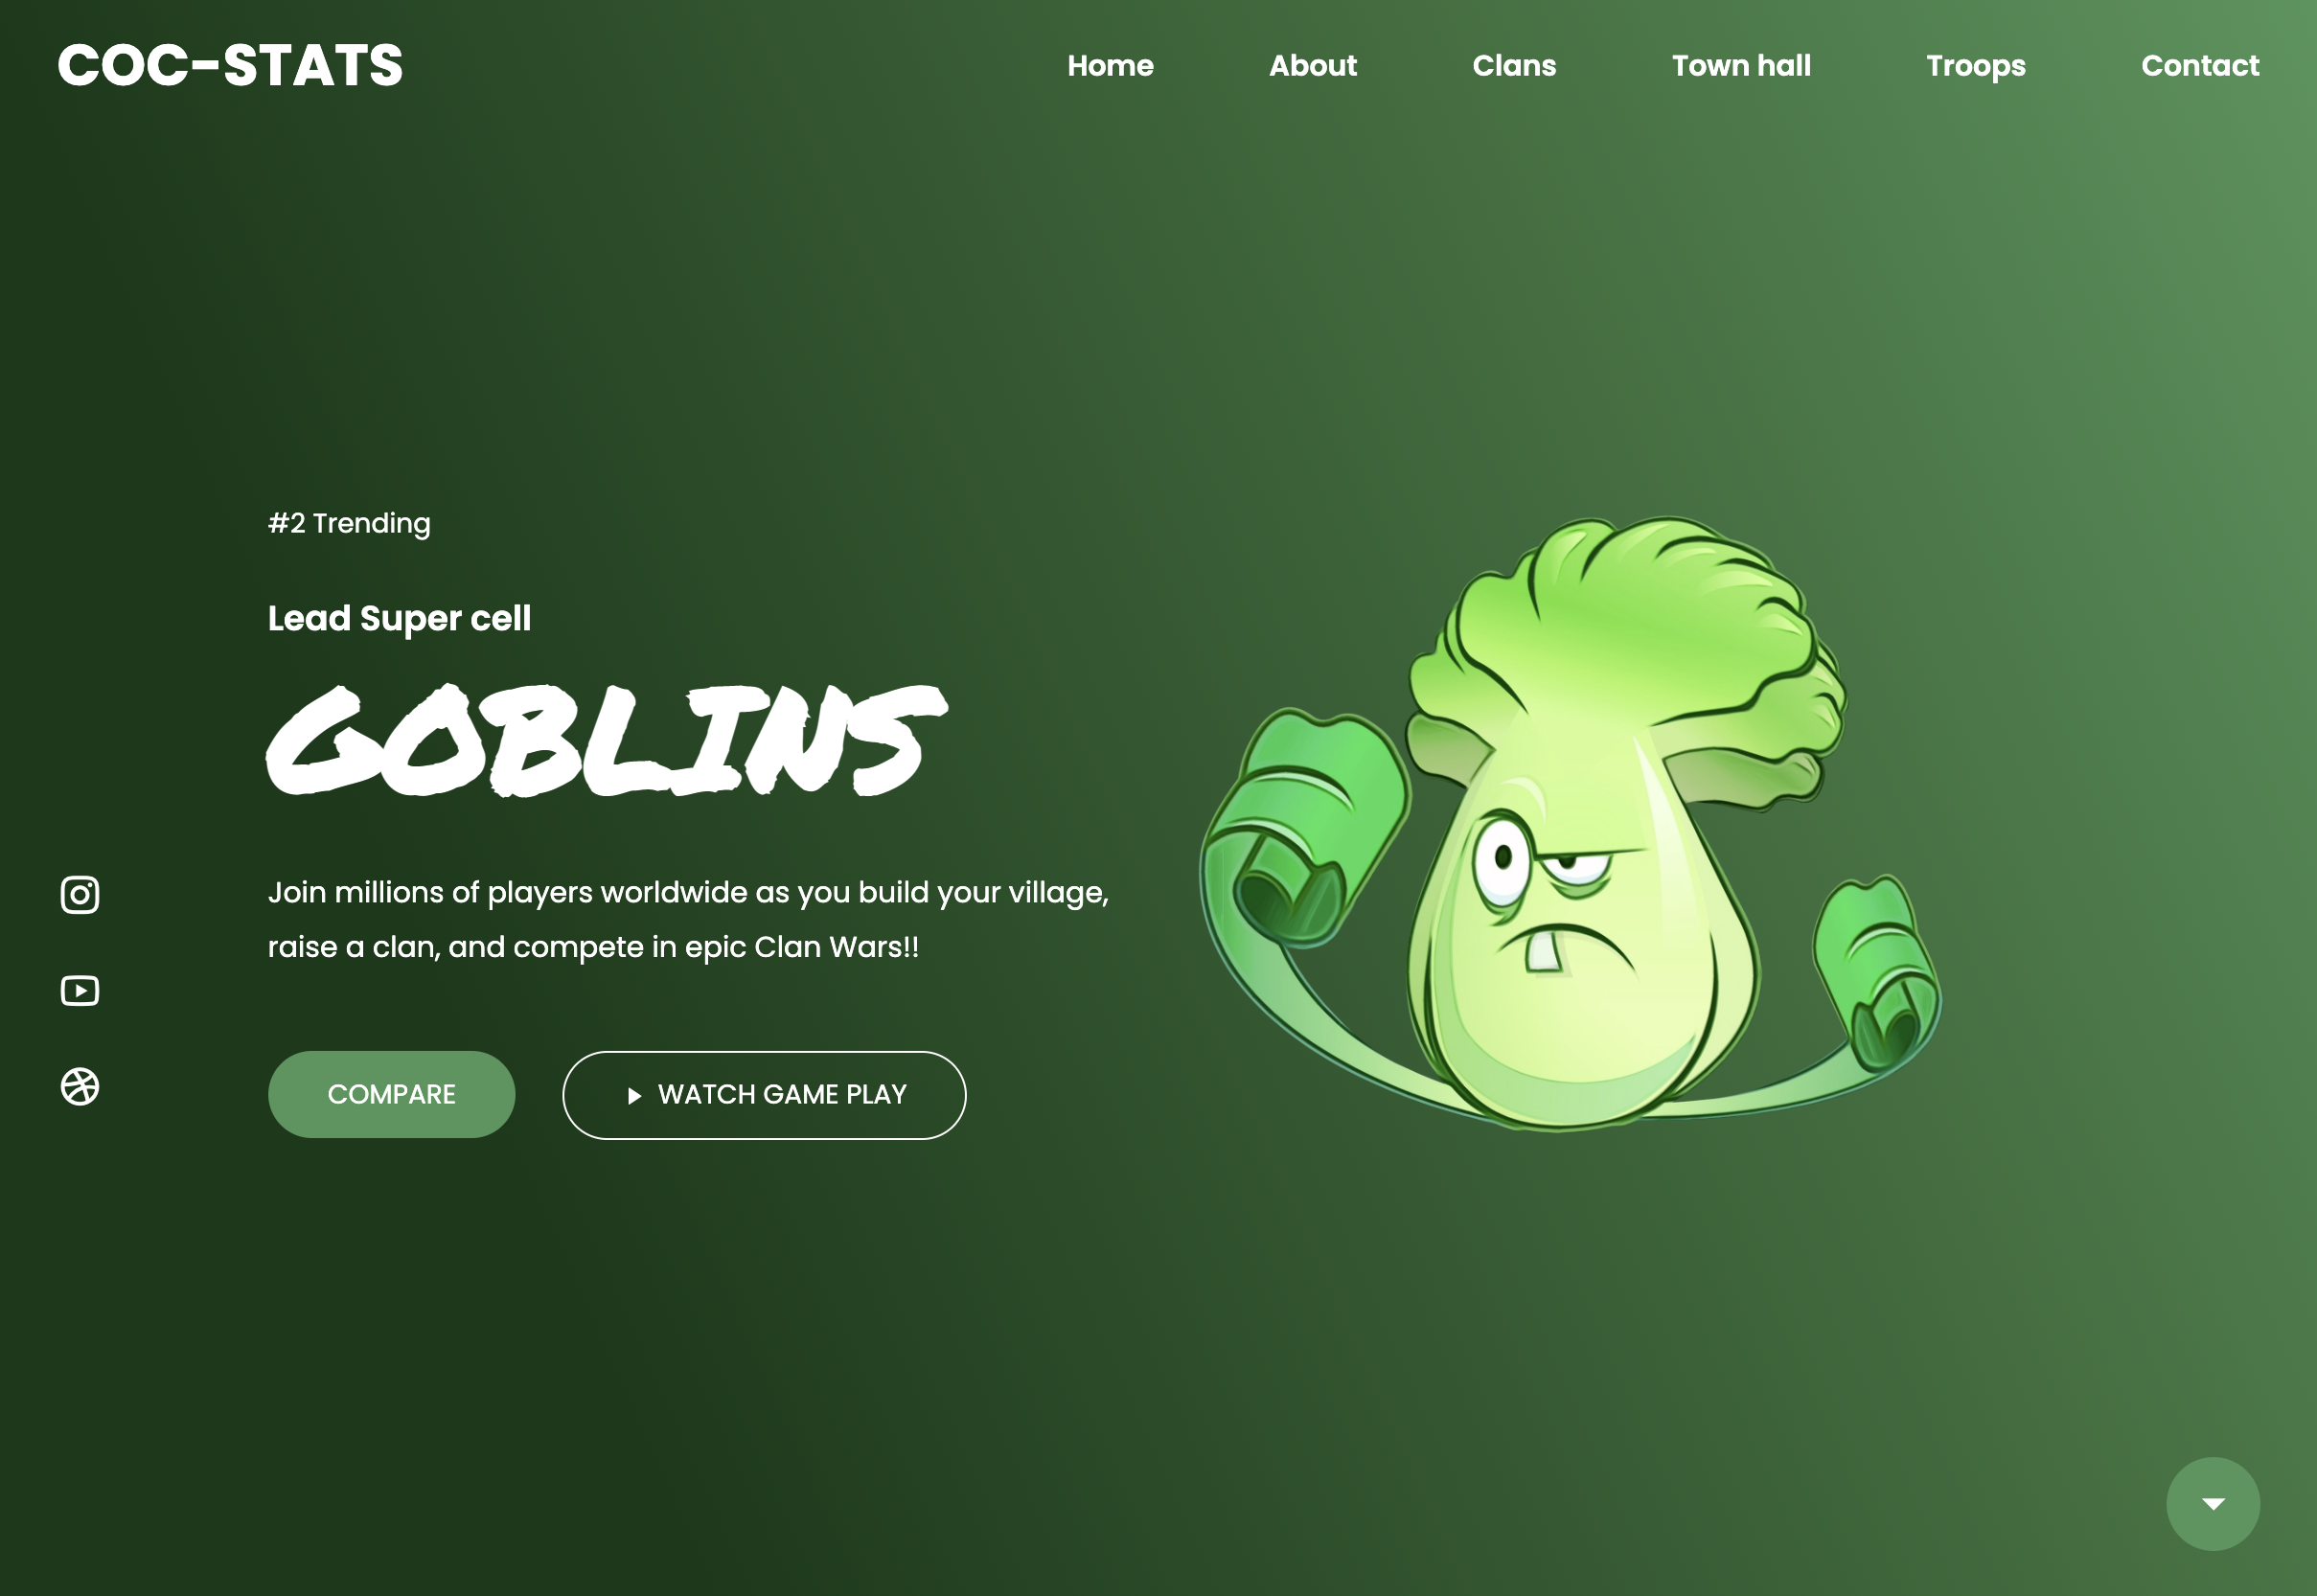 COC-STATS
Home About Clans Town hall Troops Contact
#2 Trending
Lead Super cell
GOBLINS
Join millions of players worldwide as you build your village,
raise a clan, and compete in epic Clan Wars!!
COMPARE
WATCH GAME PLAY